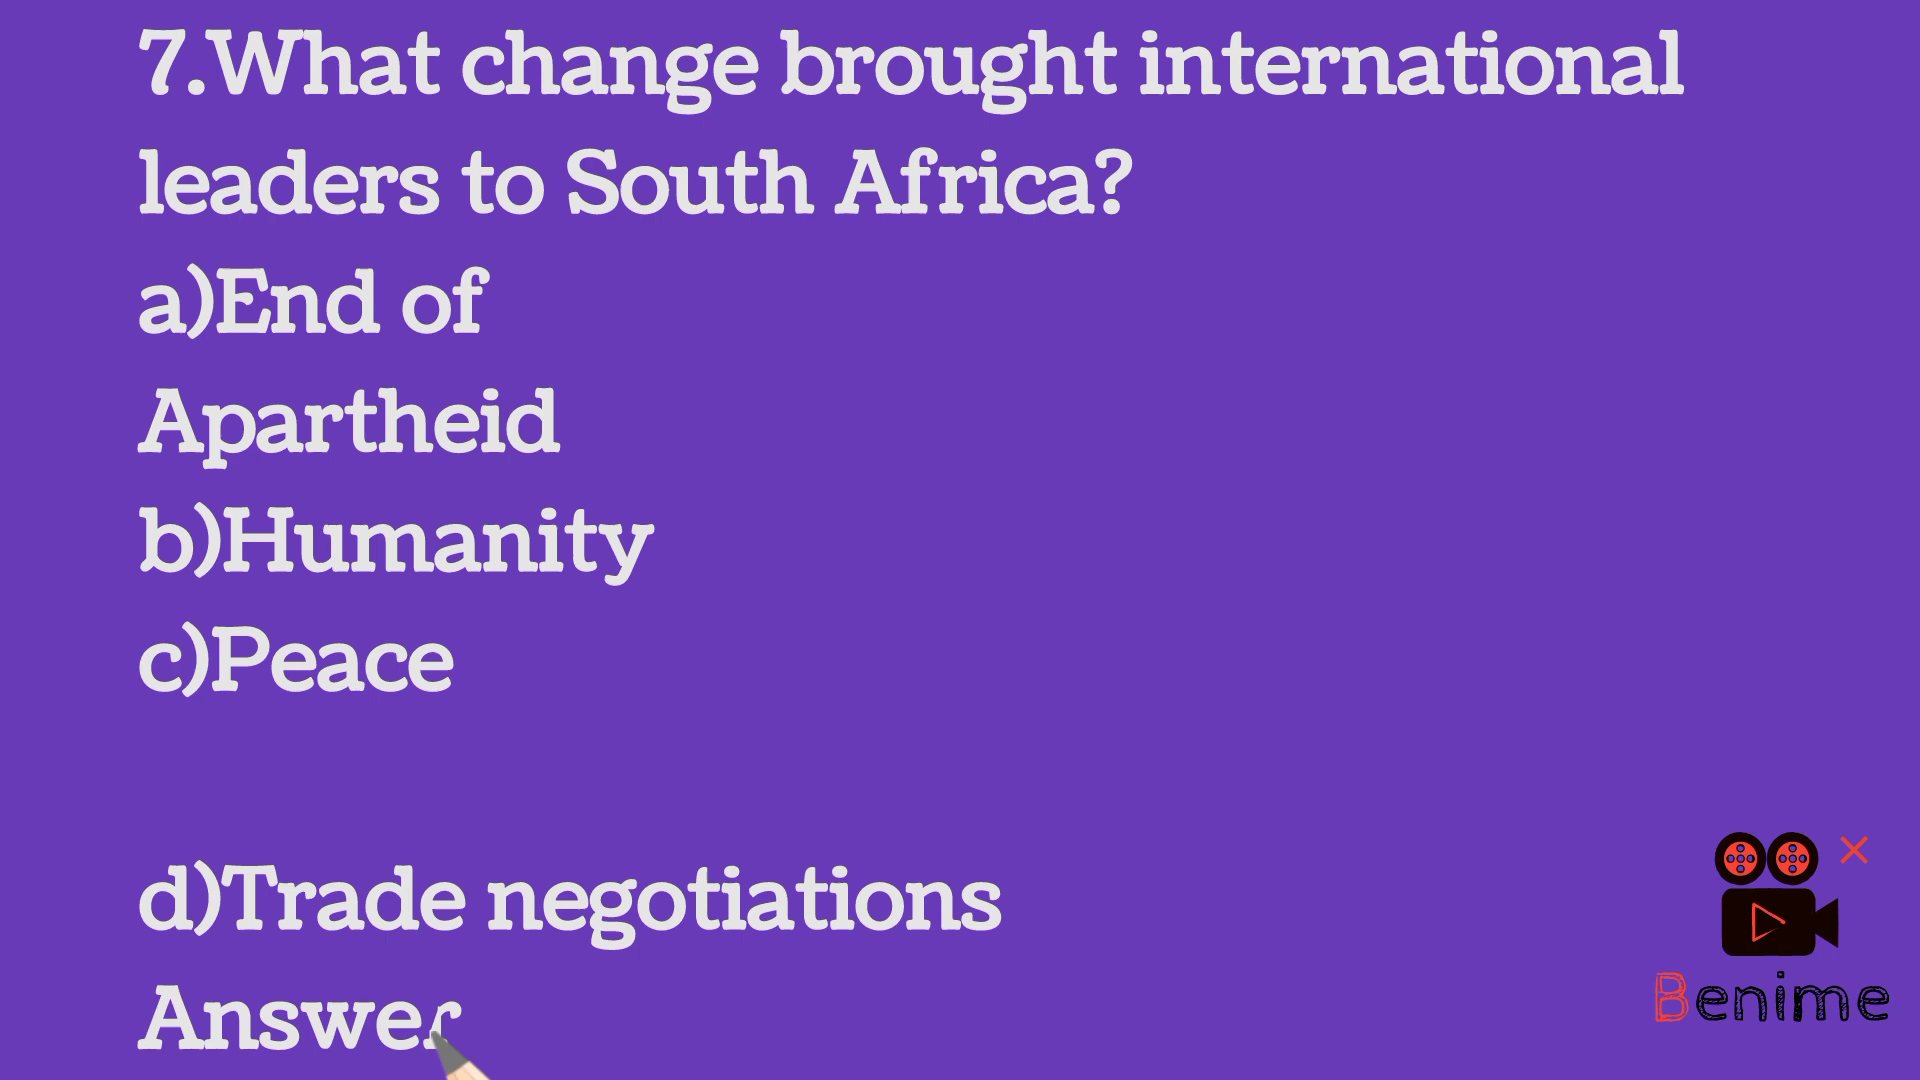 7.What change brought international
leaders to South Africa?
a)End of
Apartheid
b)Humanity
c)Peace
d)Trade negotiations
Answer
Benime